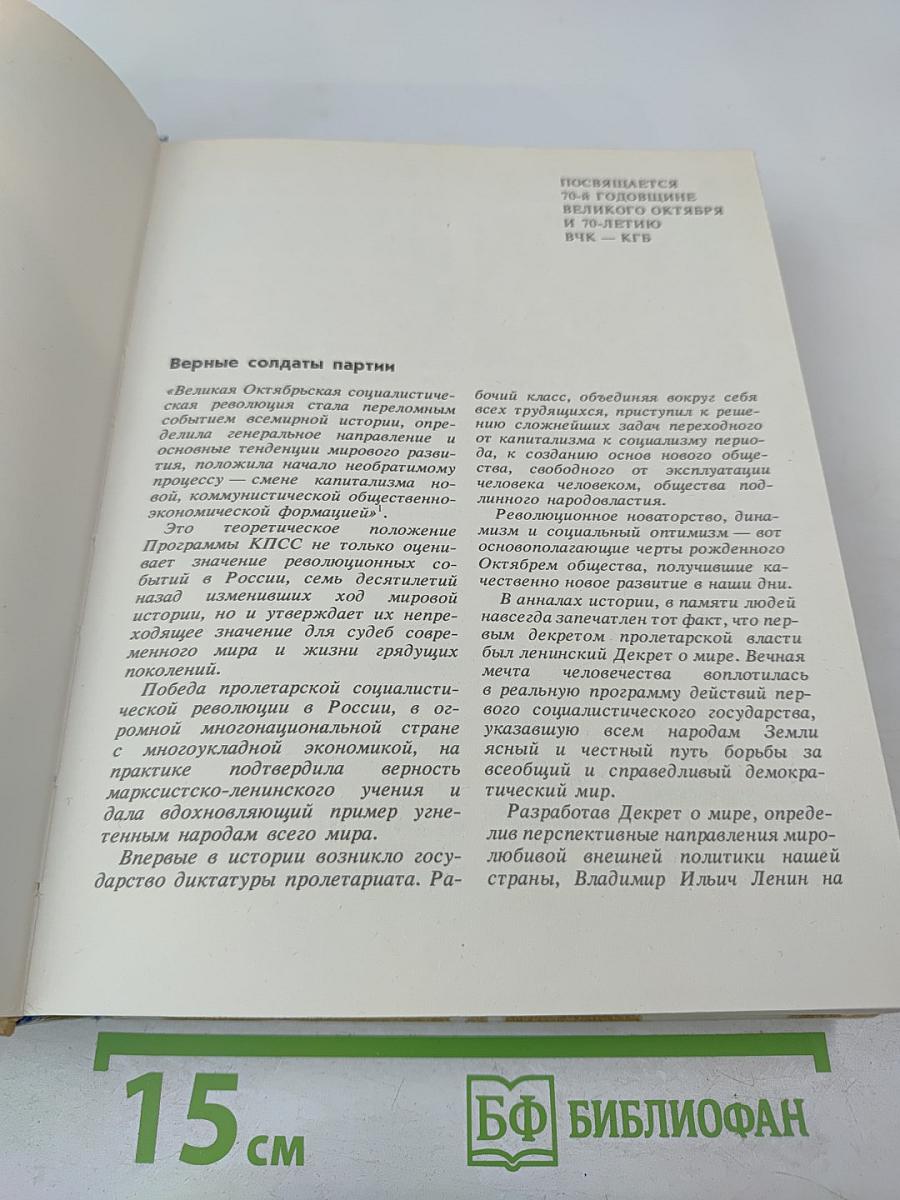 ПОСВЯЩАЕТСЯ
70-й ГОДОВЩИНЕ
ВЕЛИКОГО ОКТЯБРЯ
И 70-ЛЕТИЮ
ВЧК — КГБ
Верные солдаты партии
«Великая Октябрьская социалистиче-
ская революция стала переломным
событием всемирной истории, опре-
делила генеральное направление и
основные тенденции мирового разви-
тия, положила начало необратимому
процессу — смене капитализма но-
вой, коммунистической общественно-
экономической формацией»¹.
Это теоретическое положение
Программы КПСС не только оцени-
вает значение революционных со-
бытий в России, семь десятилетий
назад изменивших ход мировой
истории, но и утверждает их непре-
ходящее значение для судеб совре-
менного мира и жизни грядущих
поколений.
Победа пролетарской социалисти-
ческой революции в России, в ог-
ромной многонациональной стране
с многоукладной экономикой, на
практике подтвердила верность
марксистско-ленинского учения и
дала вдохновляющий пример угне-
тенным народам всего мира.
Впервые в истории возникло госу-
дарство диктатуры пролетариата. Ра-
бочий класс, объединяя вокруг себя
всех трудящихся, приступил к реше-
нию сложнейших задач переходного
от капитализма к социализму перио-
да, к созданию основ нового обще-
ства, свободного от эксплуатации
человека человеком, общества под-
линного народовластия.
Революционное новаторство, дина-
мизм и социальный оптимизм — вот
основополагающие черты рожденного
Октябрем общества, получившие ка-
чественно новое развитие в наши дни.
В анналах истории, в памяти людей
навсегда запечатлен тот факт, что пер-
вым декретом пролетарской власти
был ленинский Декрет о мире. Вечная
мечта человечества воплотилась
в реальную программу действий пер-
вого социалистического государства,
указавшую всем народам Земли
ясный и честный путь борьбы за
всеобщий и справедливый демокра-
тический мир.
Разработав Декрет о мире, опреде-
лив перспективные направления миро-
любивой внешней политики нашей
страны, Владимир Ильич Ленин на
15 см
БФ БИБЛИОФАН